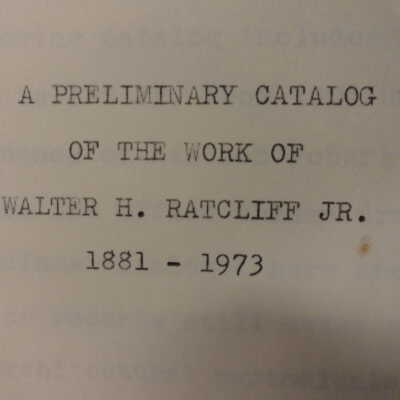 A PRELIMINARY CATALOG
OF THE WORK OF
WALTER H. RATCLIFF JR.
1881 - 1973